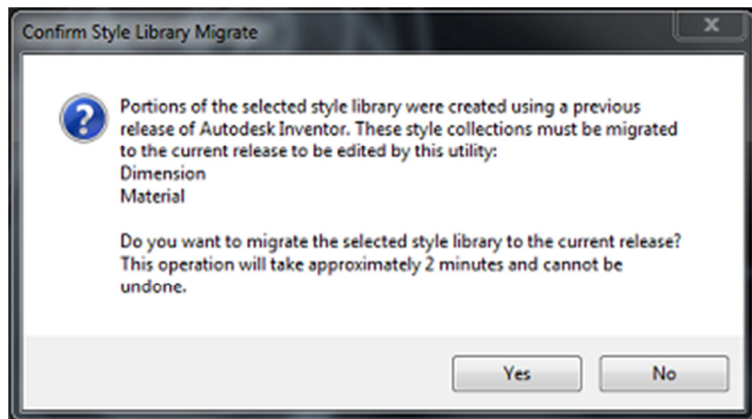 Confirm Style Library Migrate
Portions of the selected style library were created using a previous
release of Autodesk Inventor. These style collections must be migrated
to the current release to be edited by this utility:
Dimension
Material
Do you want to migrate the selected style library to the current release?
This operation will take approximately 2 minutes and cannot be
undone.
Yes No